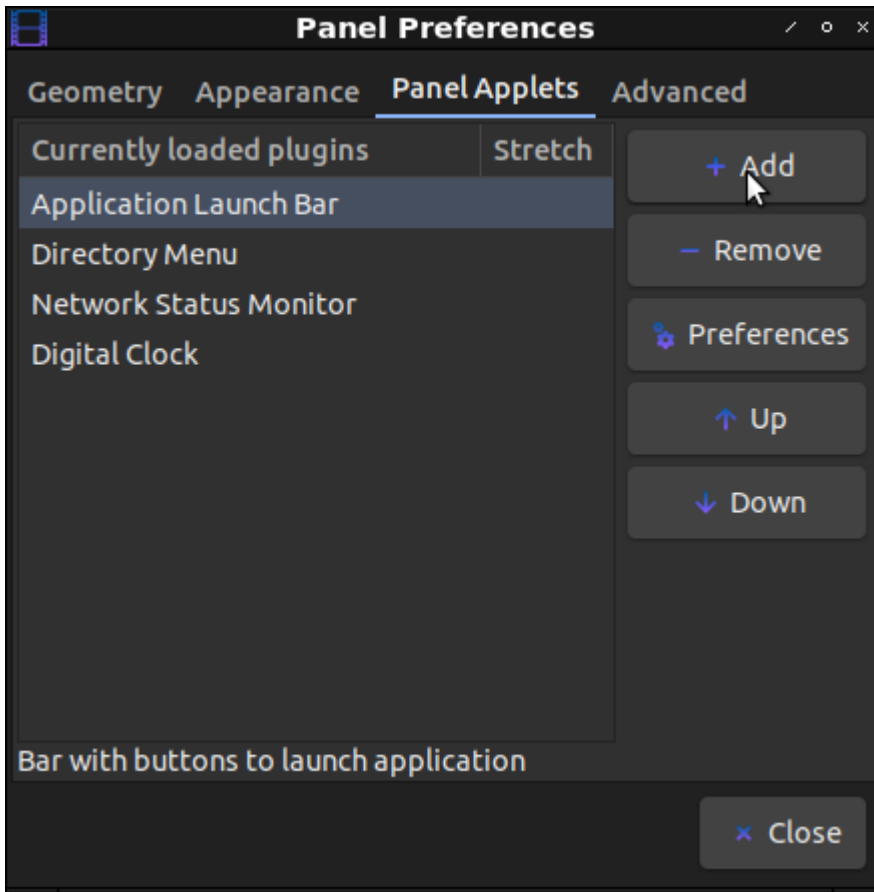 Panel Preferences
Geometry Appearance Panel Applets Advanced
Currently loaded plugins Stretch
Application Launch Bar
Directory Menu
Network Status Monitor
Digital Clock
Add
Remove
Preferences
Up
Down
Bar with buttons to launch application
Close